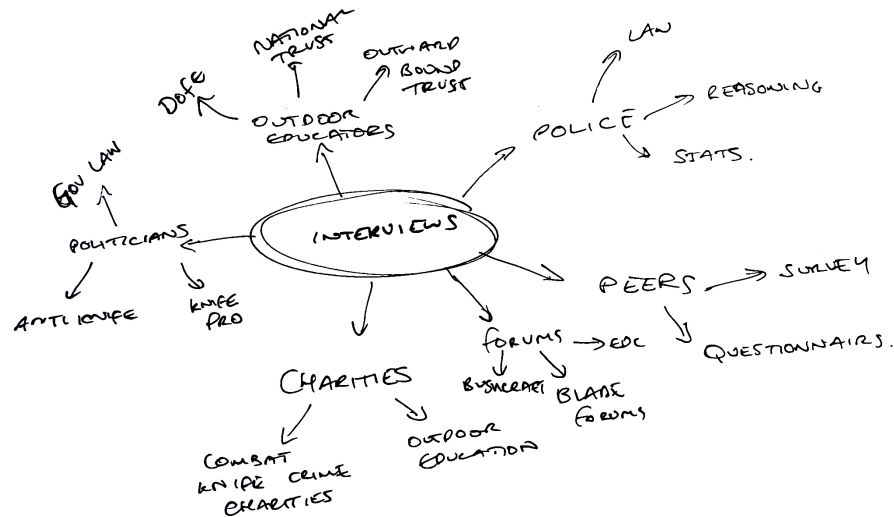 NATIONAL
TRUST
OUTWARD
BOUND
TRUST
DofE
OUTDOOR
EDUCATORS
LAW
REASONING
POLICE
STATS.
GOV LAW
POLITICIANS
ANTI KNIFE
KNIFE
PRO
INTERVIEWS
PEERS
SURVEY
QUESTIONNAIRS.
FORUMS
EDC
BUSHCRAFT
BLADE
FORUMS
CHARITIES
COMBAT
KNIFE CRIME
CHARITIES
OUTDOOR
EDUCATION